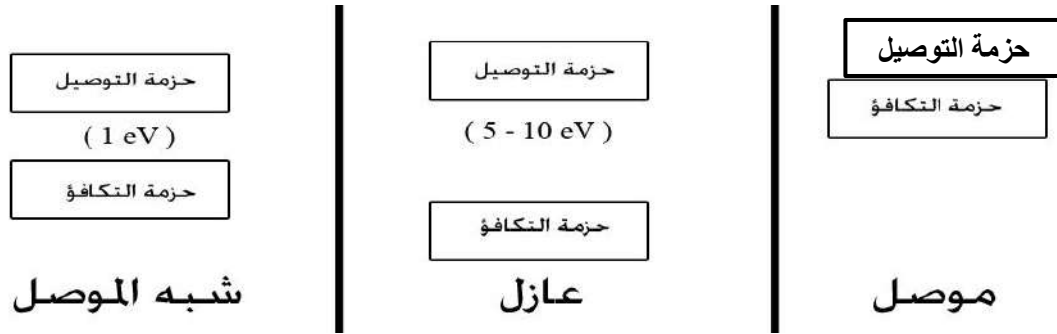 حزمة التوصيل
حزمة التكافؤ
موصل
حزمة التوصيل
( 5 - 10 eV )
حزمة التكافؤ
عازل
حزمة التوصيل
( 1 eV )
حزمة التكافؤ
شبه الموصل